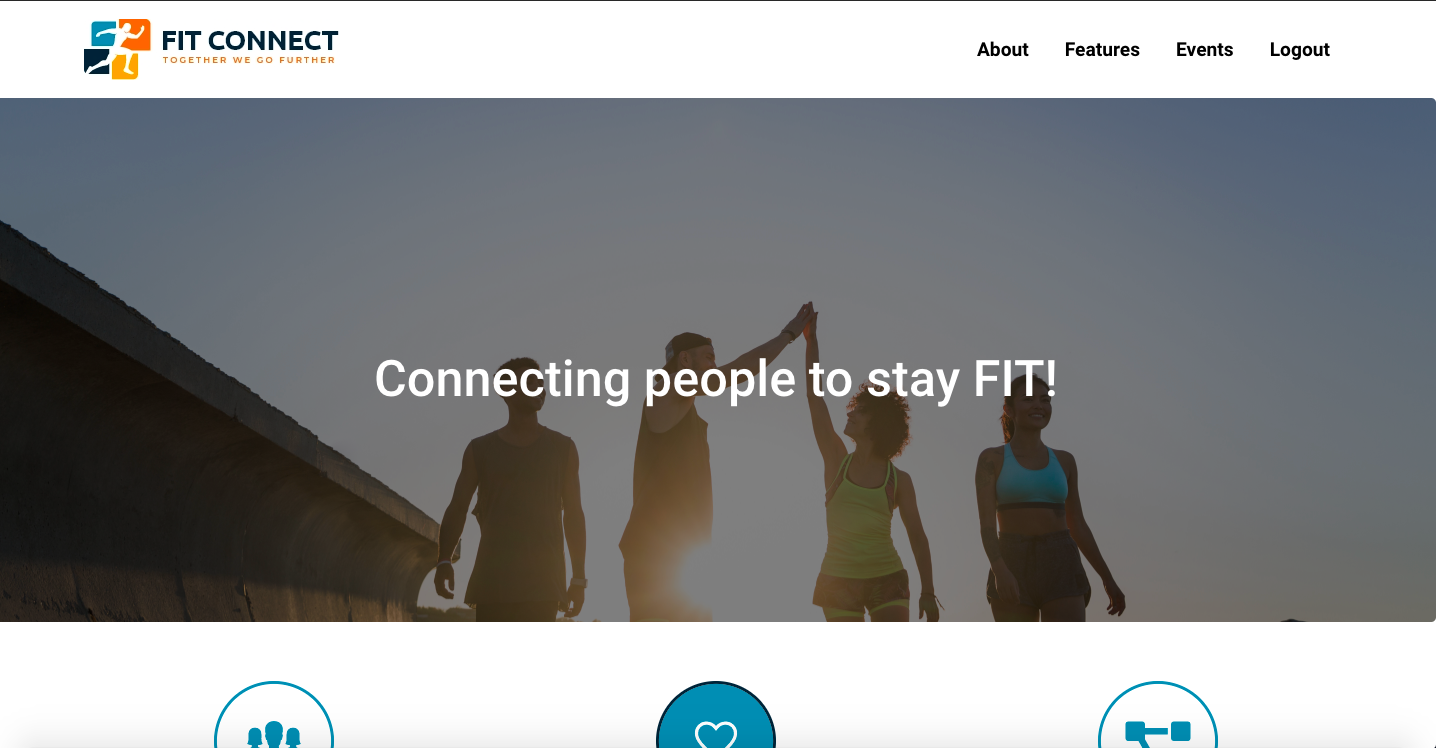 FIT CONNECT
TOGETHER WE GO FURTHER
About Features Events Logout
Connecting people to stay FIT!